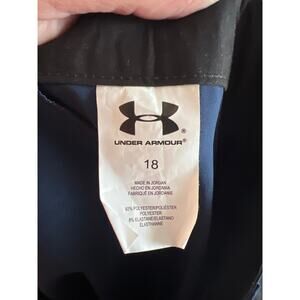 UNDER ARMOUR®
18
MADE IN JORDAN
HECHO EN JORDANIA
FABRIQUÉ EN JORDANIE
POLYESTER/POLIÉSTER
POLYESTER
8% ELASTANE/ELASTANO
ÉLASTHANNE